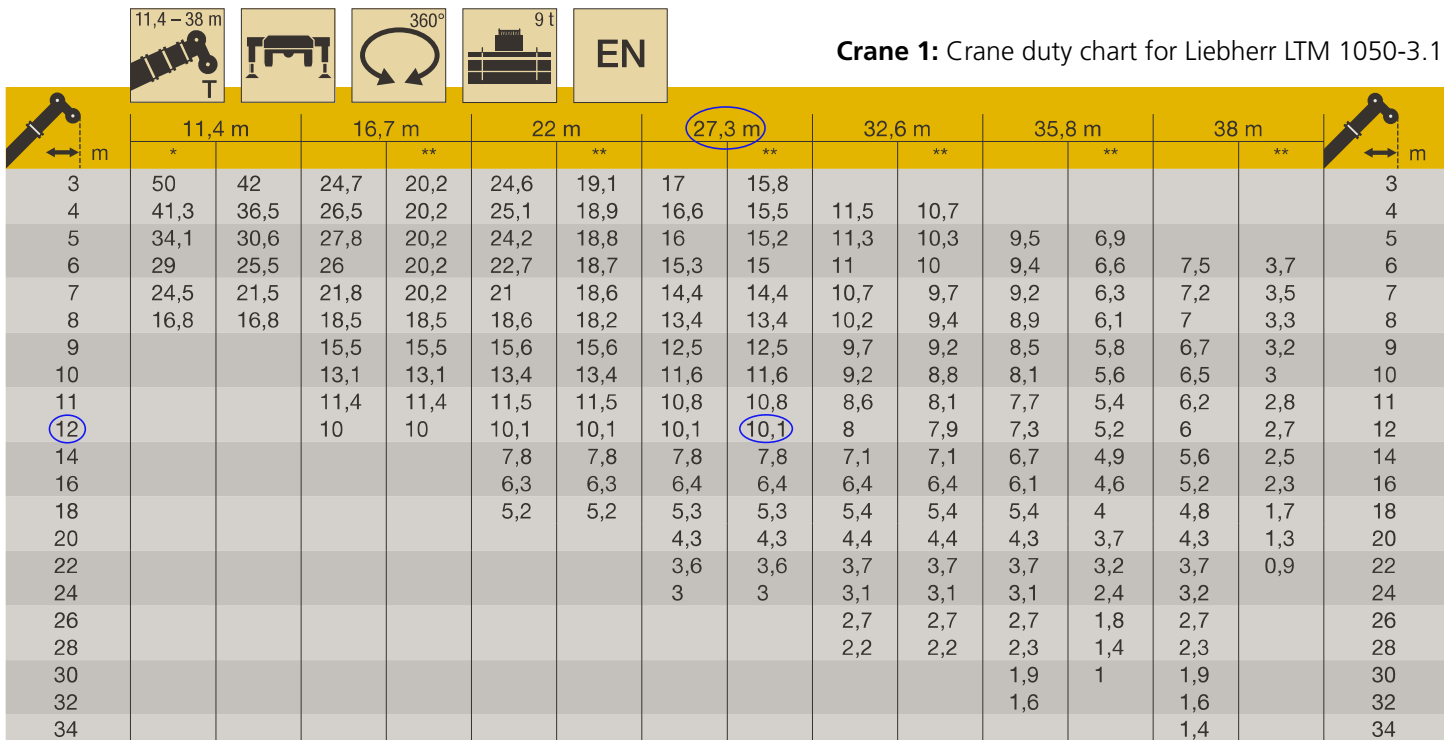 11,4 – 38 m
T
360°
9 t
EN
Crane 1: Crane duty chart for Liebherr LTM 1050-3.1
m 11,4 m 16,7 m 22 m 27,3 m 32,6 m 35,8 m 38 m m
* ** ** ** ** ** **
3 50 42 24,7 20,2 24,6 19,1 17 15,8 3
4 41,3 36,5 26,5 20,2 25,1 18,9 16,6 15,5 11,5 10,7 4
5 34,1 30,6 27,8 20,2 24,2 18,8 16 15,2 11,3 10,3 9,5 6,9 5
6 29 25,5 26 20,2 22,7 18,7 15,3 15 11 10 9,4 6,6 7,5 3,7 6
7 24,5 21,5 21,8 20,2 21 18,6 14,4 14,4 10,7 9,7 9,2 6,3 7,2 3,5 7
8 16,8 16,8 18,5 18,5 18,6 18,2 13,4 13,4 10,2 9,4 8,9 6,1 7 3,3 8
9 15,5 15,5 15,6 15,6 12,5 12,5 9,7 9,2 8,5 5,8 6,7 3,2 9
10 13,1 13,1 13,4 13,4 11,6 11,6 9,2 8,8 8,1 5,6 6,5 3 10
11 11,4 11,4 11,5 11,5 10,8 10,8 8,6 8,1 7,7 5,4 6,2 2,8 11
12 10 10 10,1 10,1 10,1 10,1 8 7,9 7,3 5,2 6 2,7 12
14 7,8 7,8 7,8 7,8 7,1 7,1 6,7 4,9 5,6 2,5 14
16 6,3 6,3 6,4 6,4 6,4 6,4 6,1 4,6 5,2 2,3 16
18 5,2 5,2 5,3 5,3 5,4 5,4 5,4 4 4,8 1,7 18
20 4,3 4,3 4,4 4,4 4,3 3,7 4,3 1,3 20
22 3,6 3,6 3,7 3,7 3,7 3,2 3,7 0,9 22
24 3 3 3,1 3,1 3,1 2,4 3,2 24
26 2,7 2,7 2,7 1,8 2,7 26
28 2,2 2,2 2,3 1,4 2,3 28
30 1,9 1 1,9 30
32 1,6 1,6 32
34 1,4 34